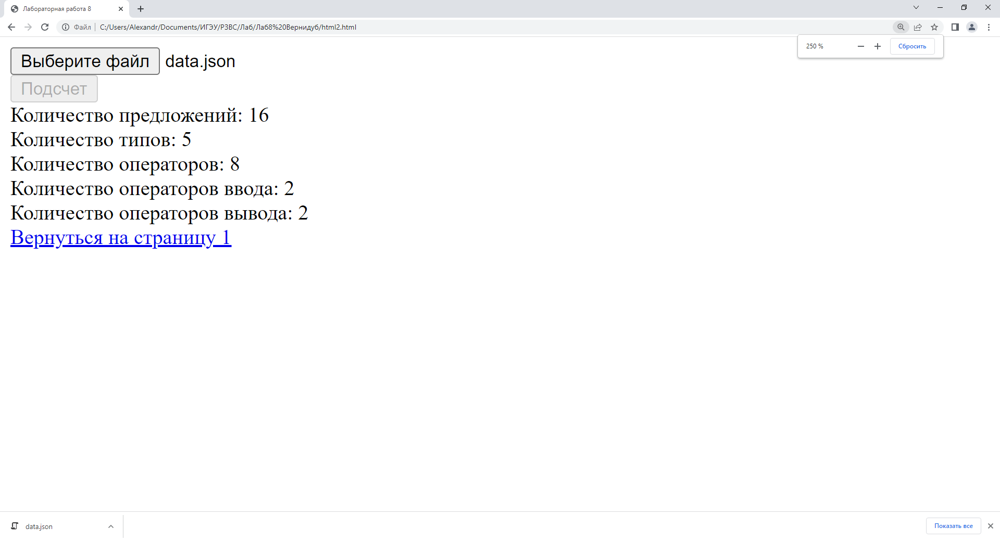 Лабораторная работа 8
Файл C:/Users/Alexandr/Documents/ИГЭУ/РЗВС/Лаб/Лаб8%20Вернидуб/html2.html
250 %
Сбросить
Выберите файл data.json
Подсчет
Количество предложений: 16
Количество типов: 5
Количество операторов: 8
Количество операторов ввода: 2
Количество операторов вывода: 2
Вернуться на страницу 1
data.json
Показать все